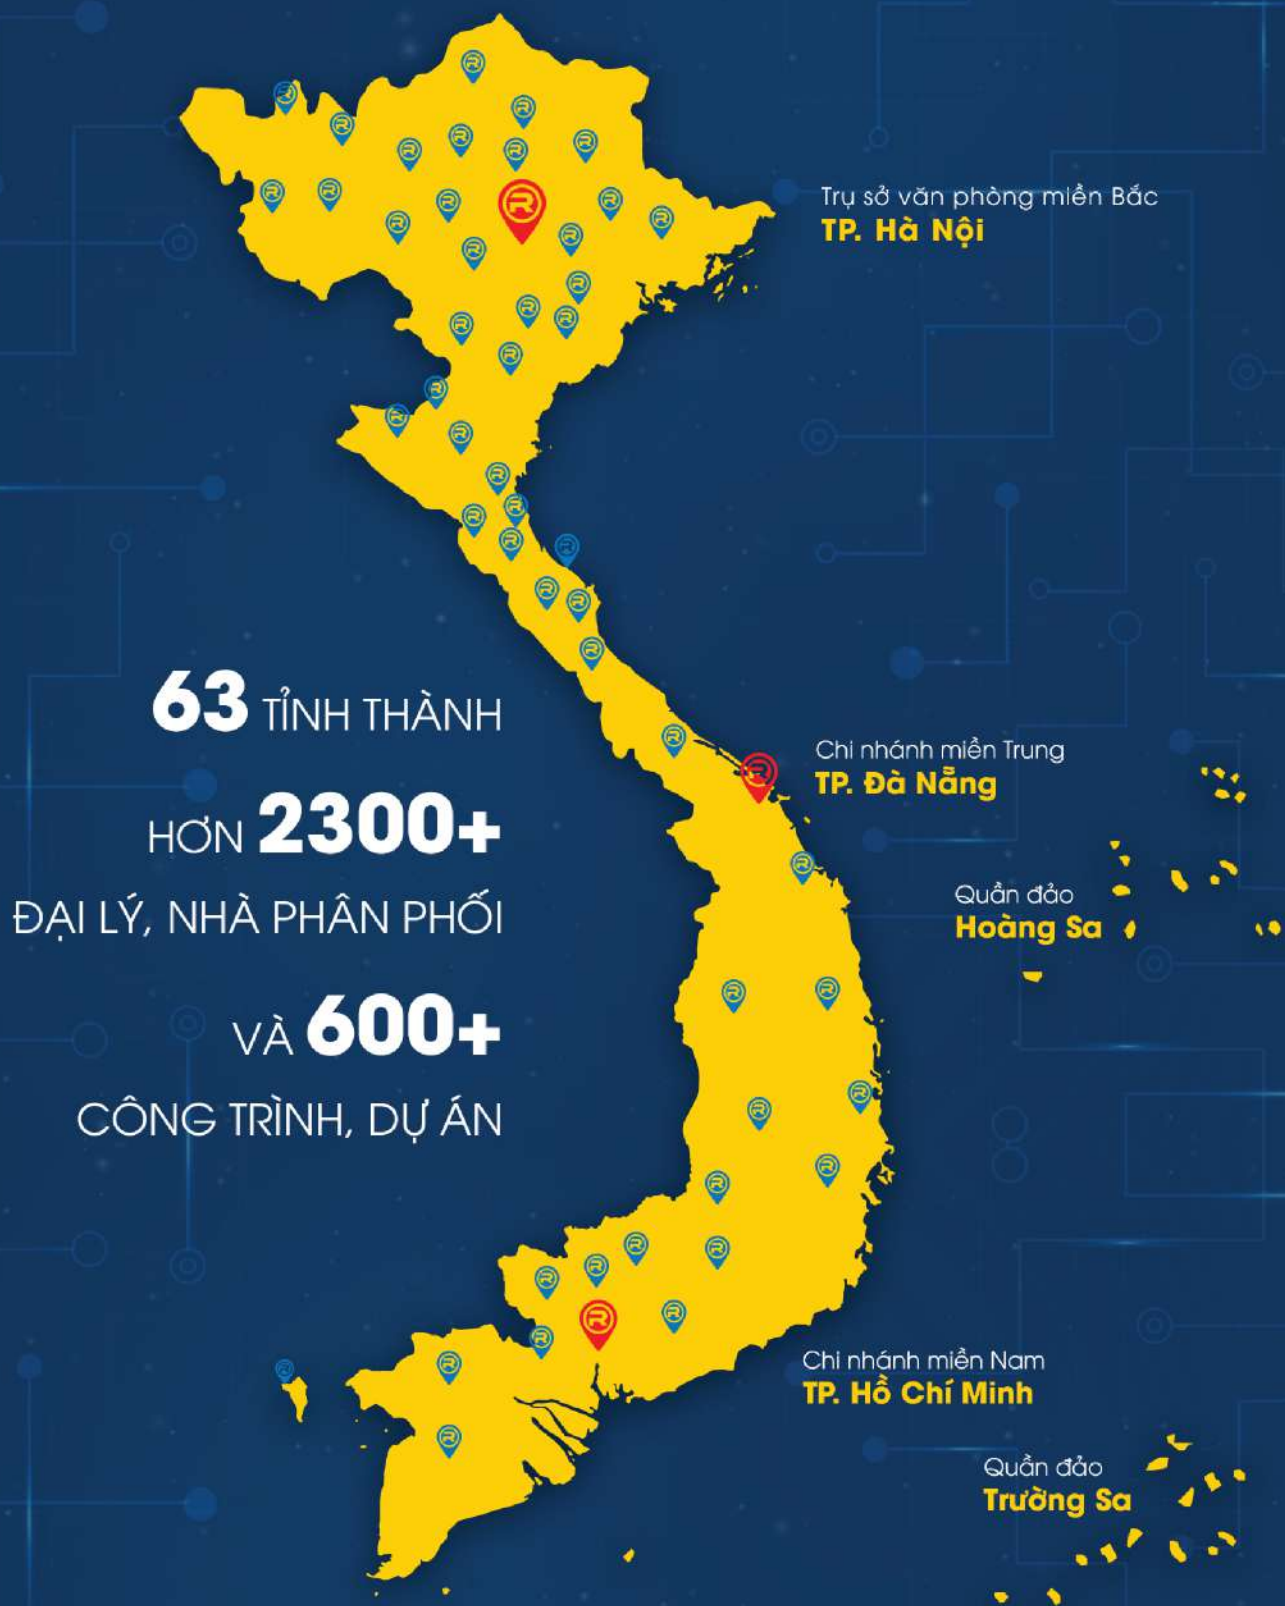 Trụ sở văn phòng miền Bắc
TP. Hà Nội
63 TỈNH THÀNH
HƠN 2300+
ĐẠI LÝ, NHÀ PHÂN PHỐI
VÀ 600+
CÔNG TRÌNH, DỰ ÁN
Chi nhánh miền Trung
TP. Đà Nẵng
Quần đảo
Hoàng Sa
Chi nhánh miền Nam
TP. Hồ Chí Minh
Quần đảo
Trường Sa